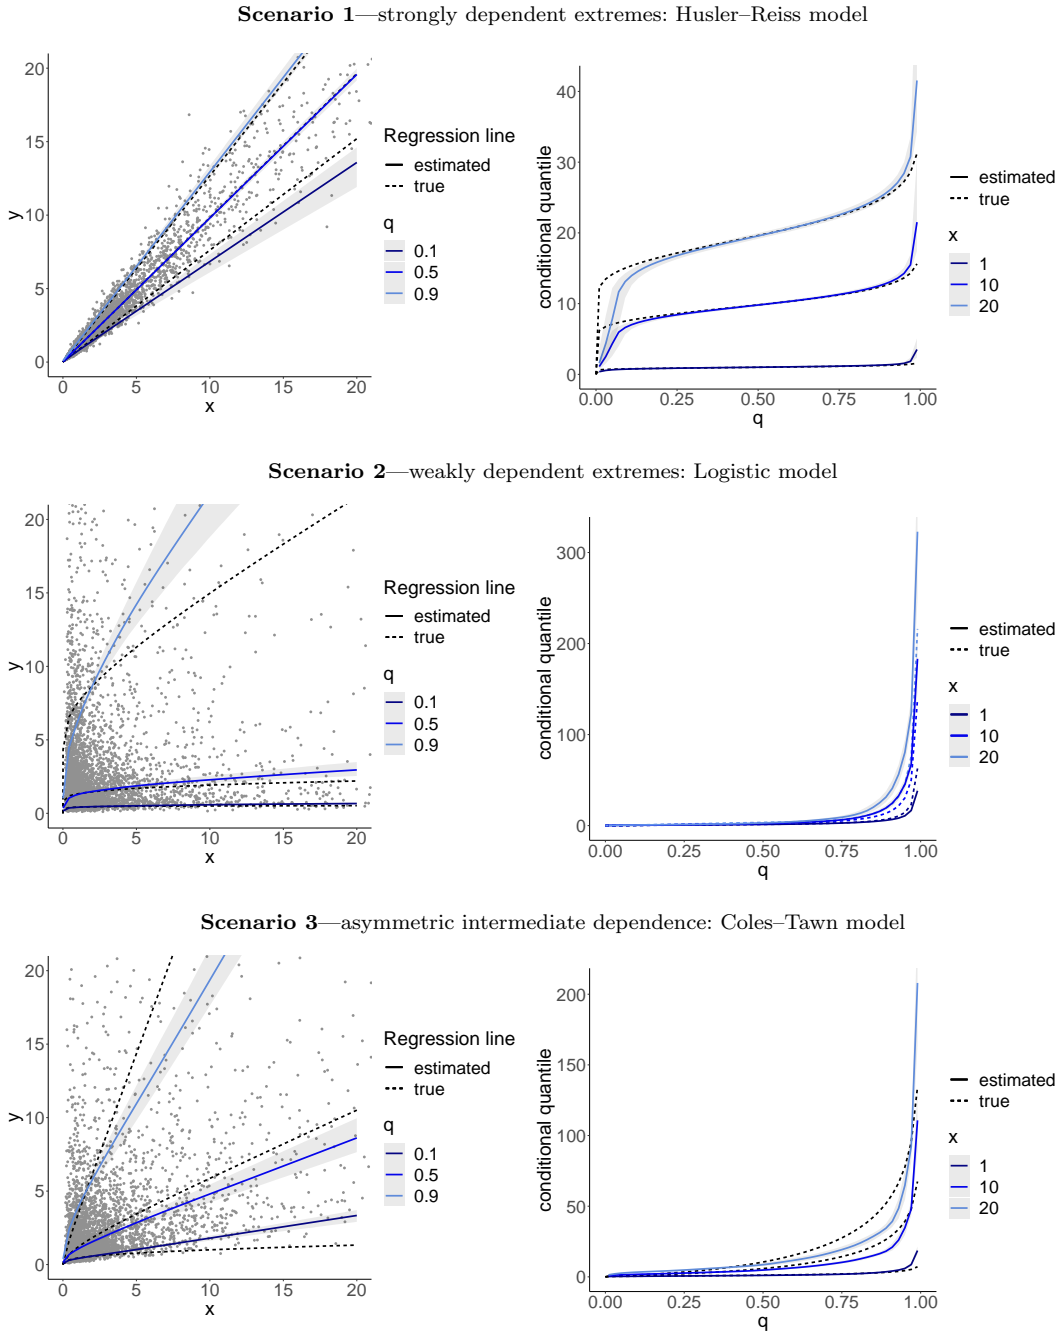 Scenario 1—strongly dependent extremes: Husler–Reiss model
y
20
15
10
5
0
0 5 10 15 20
x
Regression line
estimated
true
q
0.1
0.5
0.9
conditional quantile
40
30
20
10
0
0.00 0.25 0.50 0.75 1.00
q
estimated
true
x
1
10
20
Scenario 2—weakly dependent extremes: Logistic model
y
20
15
10
5
0
0 5 10 15 20
x
Regression line
estimated
true
q
0.1
0.5
0.9
conditional quantile
300
200
100
0
0.00 0.25 0.50 0.75 1.00
q
estimated
true
x
1
10
20
Scenario 3—asymmetric intermediate dependence: Coles–Tawn model
y
20
15
10
5
0
0 5 10 15 20
x
Regression line
estimated
true
q
0.1
0.5
0.9
conditional quantile
200
150
100
50
0
0.00 0.25 0.50 0.75 1.00
q
estimated
true
x
1
10
20